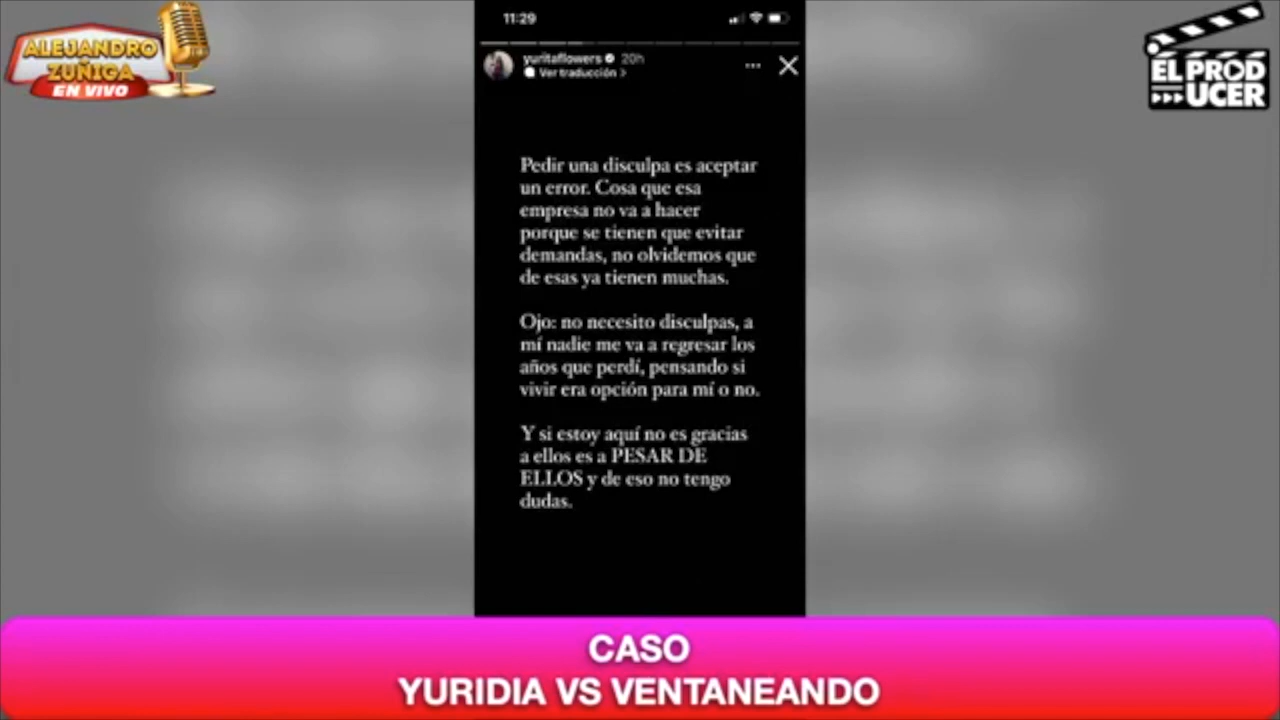 ALEJANDRO
ZUÑIGA
EN VIVO
EL PROD
UCER
11:29
yuritaflowers 20h
Ver traducción >
Pedir una disculpa es aceptar
un error. Cosa que esa
empresa no va a hacer
porque se tienen que evitar
demandas, no olvidemos que
de esas ya tienen muchas.
Ojo: no necesito disculpas, a
mí nadie me va a regresar los
años que perdí, pensando si
vivir era opción para mí o no.
Y si estoy aquí no es gracias
a ellos es a PESAR DE
ELLOS y de eso no tengo
dudas.
CASO
YURIDIA VS VENTANEANDO